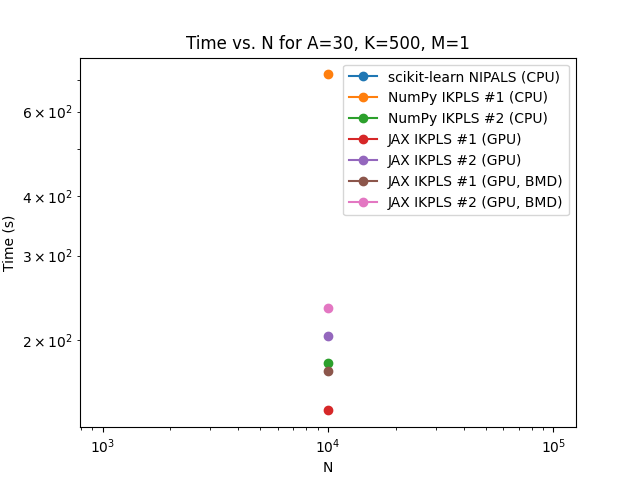 Time vs. N for A=30, K=500, M=1
scikit-learn NIPALS (CPU)
NumPy IKPLS #1 (CPU)
NumPy IKPLS #2 (CPU)
JAX IKPLS #1 (GPU)
JAX IKPLS #2 (GPU)
JAX IKPLS #1 (GPU, BMD)
JAX IKPLS #2 (GPU, BMD)
Time (s)
6 × 10²
4 × 10²
3 × 10²
2 × 10²
10³
10⁴
10⁵
N